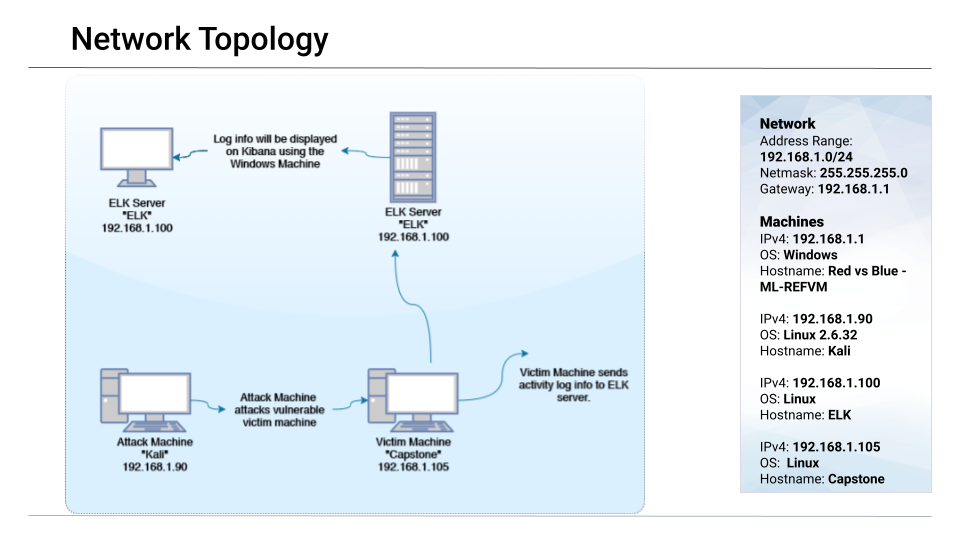 Network Topology
Log info will be displayed
on Kibana using the
Windows Machine
ELK Server
"ELK"
192.168.1.100
ELK Server
"ELK"
192.168.1.100
Attack Machine
attacks vulnerable
victim machine
Victim Machine sends
activity log info to ELK
server.
Attack Machine
"Kali"
192.168.1.90
Victim Machine
"Capstone"
192.168.1.105
Network
Address Range:
192.168.1.0/24
Netmask: 255.255.255.0
Gateway: 192.168.1.1
Machines
IPv4: 192.168.1.1
OS: Windows
Hostname: Red vs Blue -
ML-REFVM
IPv4: 192.168.1.90
OS: Linux 2.6.32
Hostname: Kali
IPv4: 192.168.1.100
OS: Linux
Hostname: ELK
IPv4: 192.168.1.105
OS: Linux
Hostname: Capstone